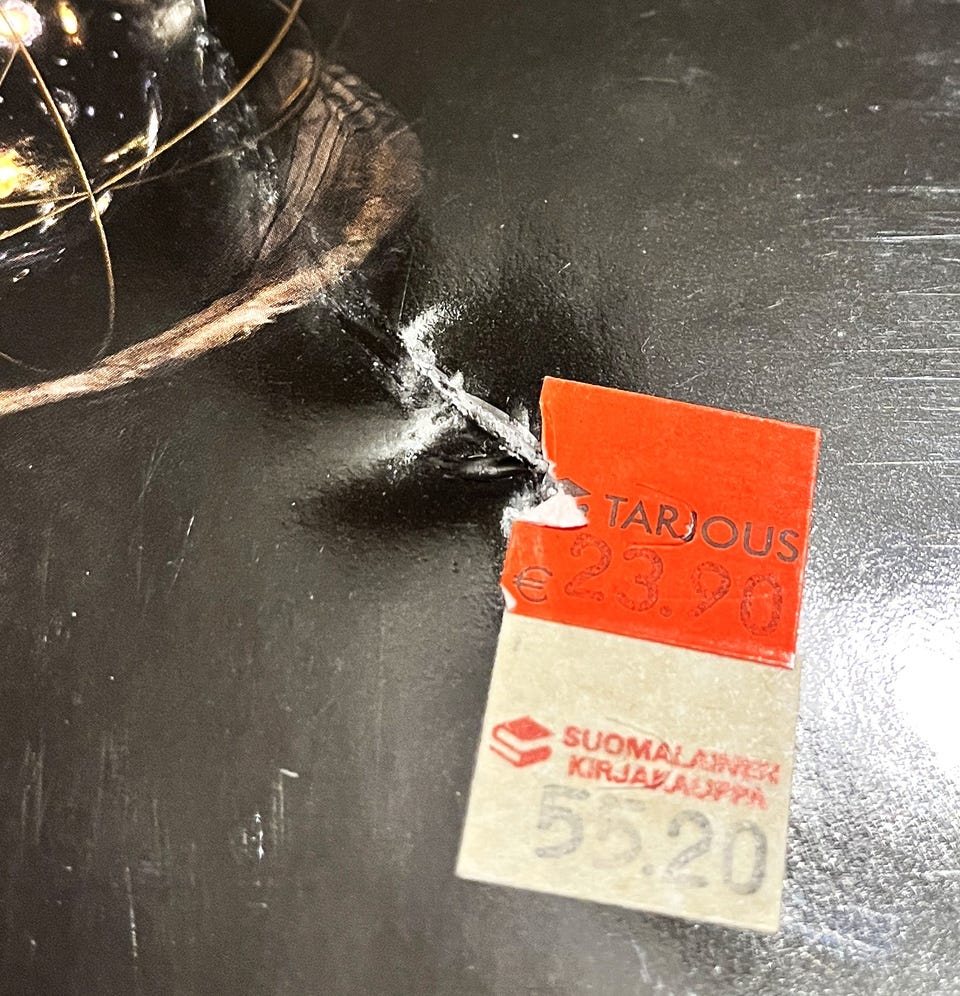 TARJOUS
€ 23.90
SUOMALAINEN
KIRJAKAUPPA
55.20